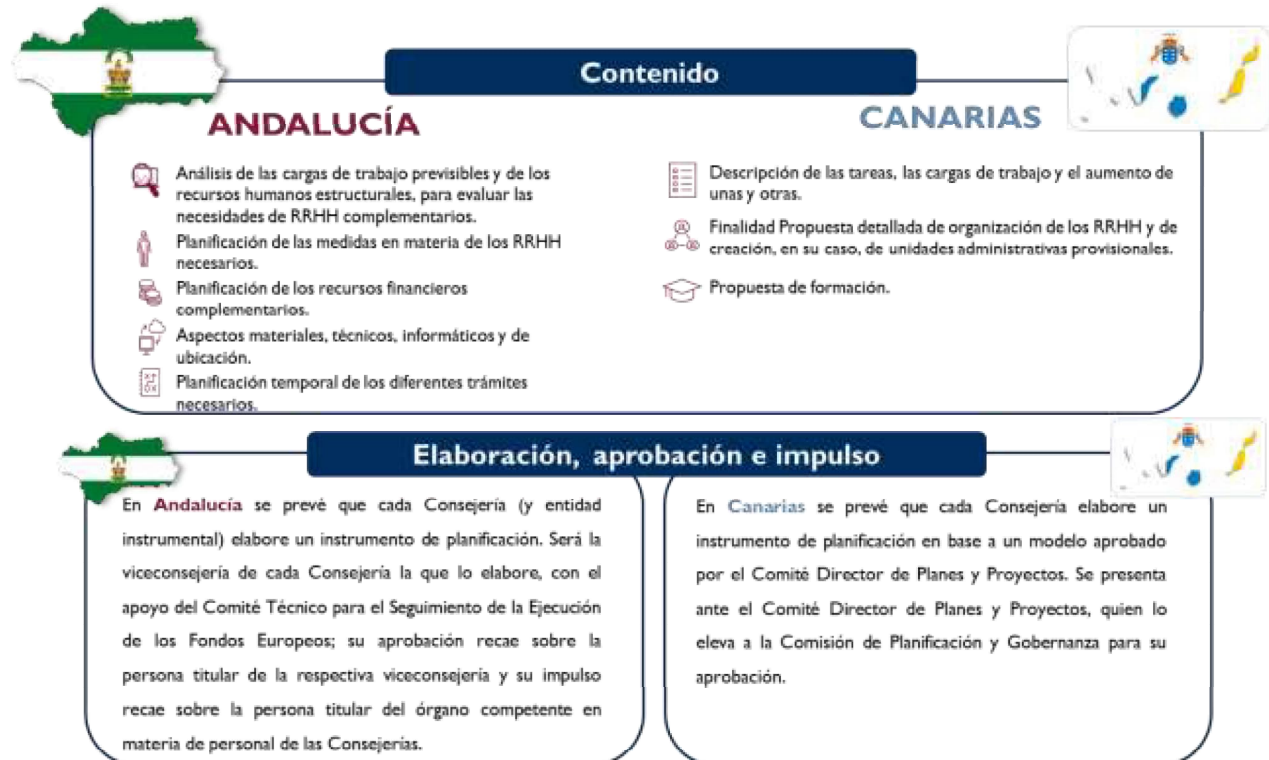 Contenido
ANDALUCÍA
Análisis de las cargas de trabajo previsibles y de los
recursos humanos estructurales, para evaluar las
necesidades de RRHH complementarios.
Planificación de las medidas en materia de los RRHH
necesarios.
Planificación de los recursos financieros
complementarios.
Aspectos materiales, técnicos, informáticos y de
ubicación.
Planificación temporal de los diferentes trámites
necesarios.
CANARIAS
Descripción de las tareas, las cargas de trabajo y el aumento de
unas y otras.
Finalidad Propuesta detallada de organización de los RRHH y de
creación, en su caso, de unidades administrativas provisionales.
Propuesta de formación.
Elaboración, aprobación e impulso
En Andalucía se prevé que cada Consejería (y entidad
instrumental) elabore un instrumento de planificación. Será la
viceconsejería de cada Consejería la que lo elabore, con el
apoyo del Comité Técnico para el Seguimiento de la Ejecución
de los Fondos Europeos; su aprobación recae sobre la
persona titular de la respectiva viceconsejería y su impulso
recae sobre la persona titular del órgano competente en
materia de personal de las Consejerías.
En Canarias se prevé que cada Consejería elabore un
instrumento de planificación en base a un modelo aprobado
por el Comité Director de Planes y Proyectos. Se presenta
ante el Comité Director de Planes y Proyectos, quien lo
eleva a la Comisión de Planificación y Gobernanza para su
aprobación.